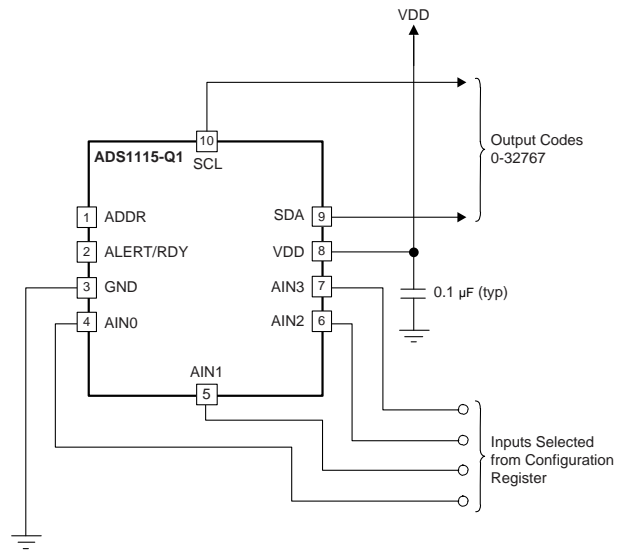 VDD
10
ADS1115-Q1
SCL
Output Codes
0-32767
1 ADDR
SDA 9
2 ALERT/RDY
VDD 8
3 GND
AIN3 7
0.1 µF (typ)
4 AIN0
AIN2 6
AIN1
5
Inputs Selected
from Configuration
Register